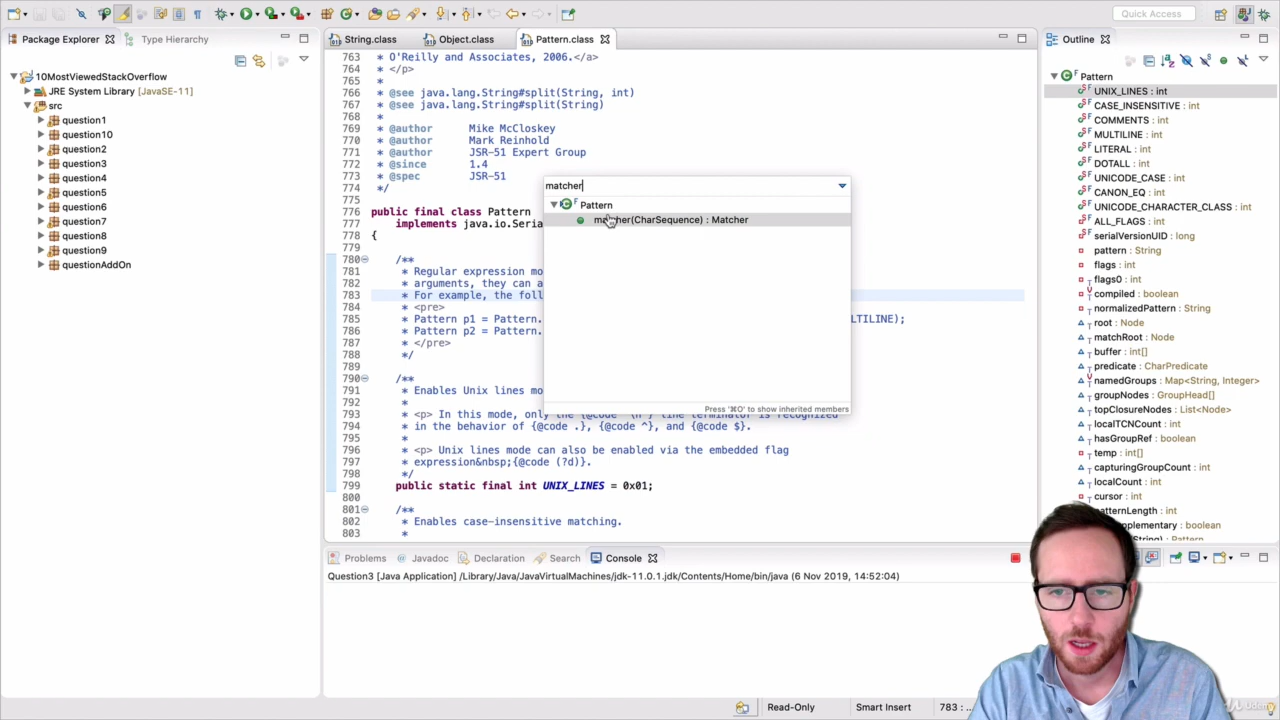 Quick Access
Package Explorer
Type Hierarchy
String.class
Object.class
Pattern.class
Outline
10MostViewedStackOverflow
JRE System Library [JavaSE-11]
src
question1
question10
question2
question3
question4
question5
question6
question7
question8
question9
questionAddOn
763 * O'Reilly and Associates, 2006.</a>
764 * </p>
765 *
766 * @see java.lang.String#split(String, int)
767 * @see java.lang.String#split(String)
768 *
769 * @author Mike McCloskey
770 * @author Mark Reinhold
771 * @author JSR-51 Expert Group
772 * @since 1.4
773 * @spec JSR-51
774 */
775
776 public final class Pattern
777 implements java.io.Seria
778 {
779
780 /**
781 * Regular expression mo
782 * arguments, they can a
783 * For example, the foll
784 * <pre>
785 * Pattern p1 = Pattern. LTILINE);
786 * Pattern p2 = Pattern.
787 * </pre>
788 */
789
790 /**
791 * Enables Unix lines mo
792 *
793 * <p> In this mode, only the {@code '\n'} line terminator is recognized
794 * in the behavior of {@code .}, {@code ^}, and {@code $}.
795 *
796 * <p> Unix lines mode can also be enabled via the embedded flag
797 * expression&nbsp;{@code (?d)}.
798 */
799 public static final int UNIX_LINES = 0x01;
800
801 /**
802 * Enables case-insensitive matching.
803 *
matcher
Pattern
matcher(CharSequence) : Matcher
Press '⌘O' to show inherited members
Pattern
UNIX_LINES : int
CASE_INSENSITIVE : int
COMMENTS : int
MULTILINE : int
LITERAL : int
DOTALL : int
UNICODE_CASE : int
CANON_EQ : int
UNICODE_CHARACTER_CLASS : int
ALL_FLAGS : int
serialVersionUID : long
pattern : String
flags : int
flags0 : int
compiled : boolean
normalizedPattern : String
root : Node
matchRoot : Node
buffer : int[]
predicate : CharPredicate
namedGroups : Map<String, Integer>
groupNodes : GroupHead[]
topClosureNodes : List<Node>
localTCNCount : int
hasGroupRef : boolean
temp : int[]
capturingGroupCount : int
localCount : int
cursor : int
patternLength : int
mplementary : boolean
Problems
Javadoc
Declaration
Search
Console
Question3 [Java Application] /Library/Java/JavaVirtualMachines/jdk-11.0.1.jdk/Contents/Home/bin/java (6 Nov 2019, 14:52:04)
Read-Only
Smart Insert
783 : ..
Udemy